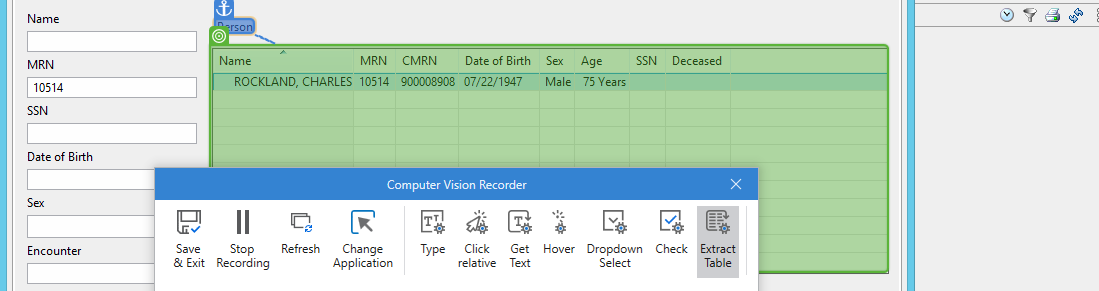 Name
MRN
10514
SSN
Date of Birth
Sex
Encounter
Person
Name MRN CMRN Date of Birth Sex Age SSN Deceased
ROCKLAND, CHARLES 10514 900008908 07/22/1947 Male 75 Years
Computer Vision Recorder
Save & Exit
Stop Recording
Refresh
Change Application
Type
Click relative
Get Text
Hover
Dropdown Select
Check
Extract Table